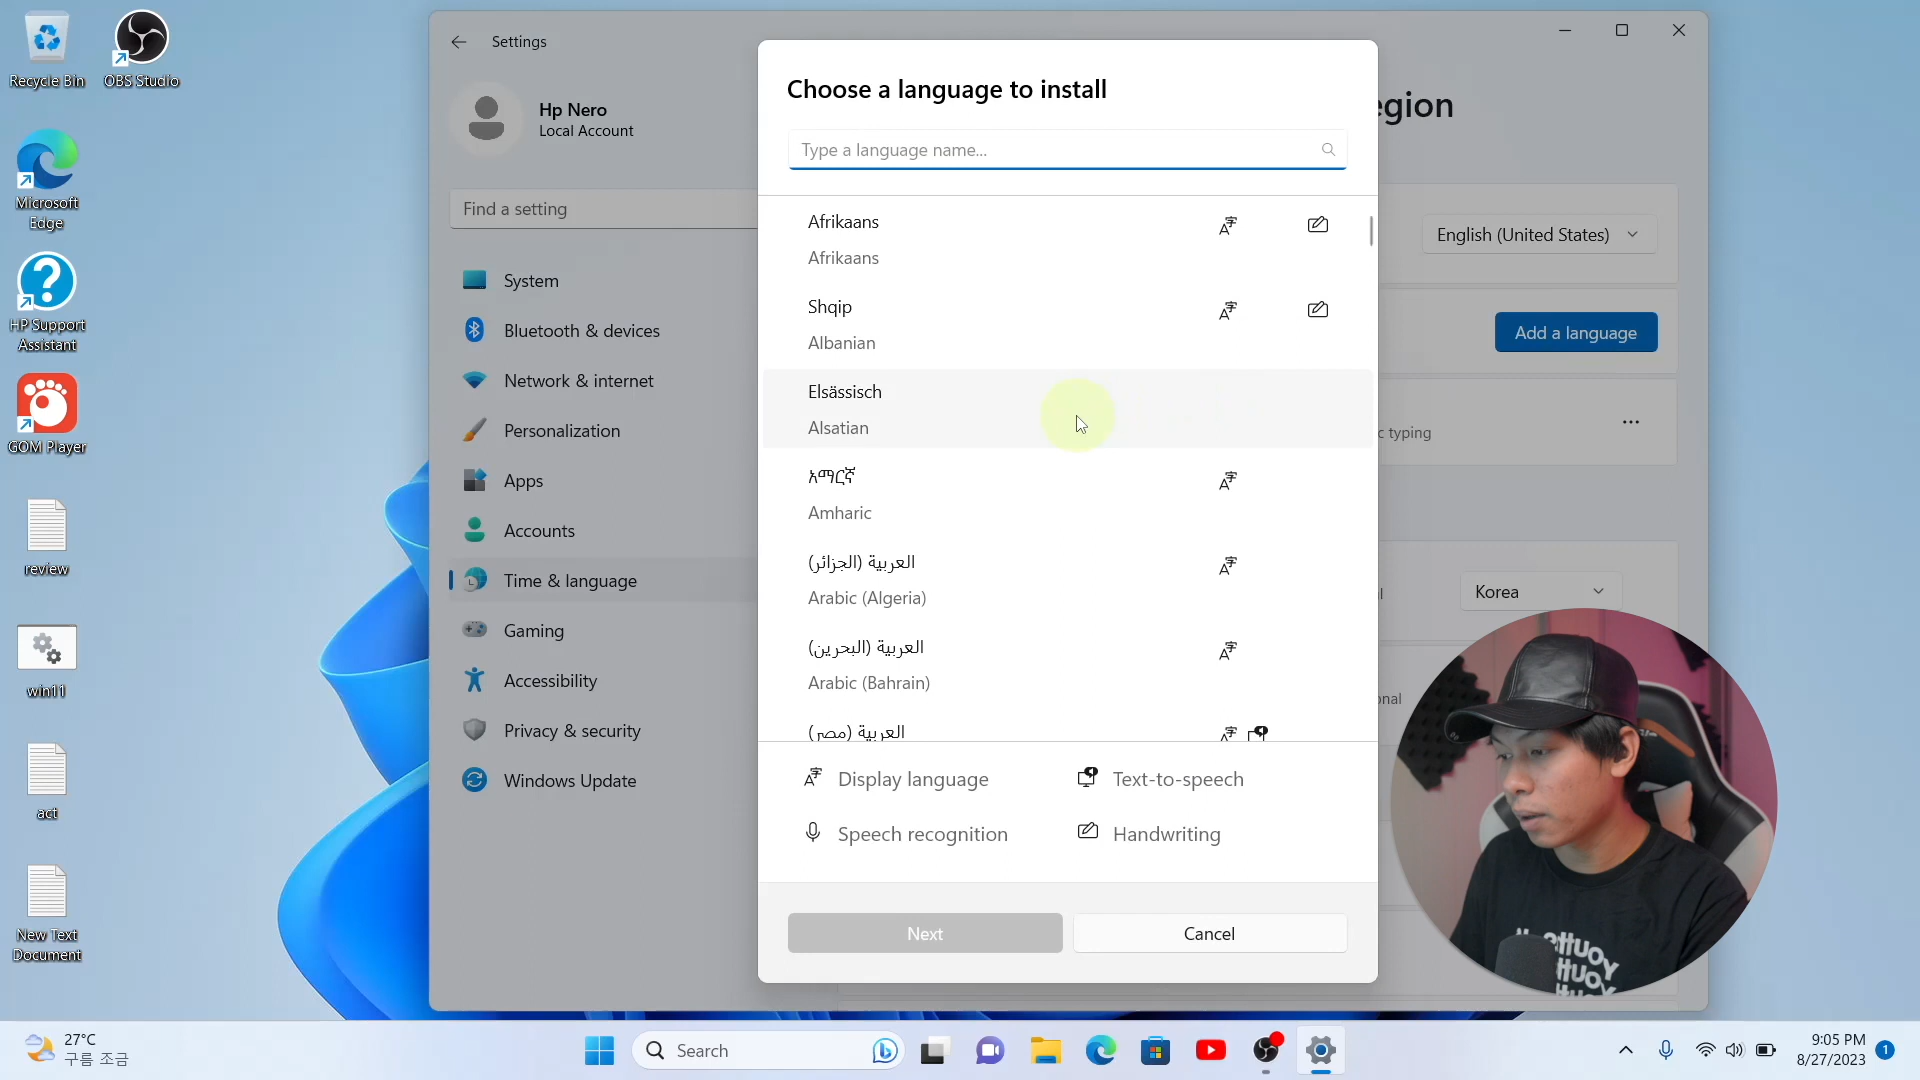 Recycle Bin
OBS Studio
Microsoft
Edge
HP Support
Assistant
GOM Player
review
win11
act
New Text
Document
Settings
Hp Nero
Local Account
Find a setting
System
Bluetooth & devices
Network & internet
Personalization
Apps
Accounts
Time & language
Gaming
Accessibility
Privacy & security
Windows Update
Choose a language to install
Type a language name...
Afrikaans
Afrikaans
Shqip
Albanian
Elsässisch
Alsatian
አማርኛ
Amharic
العربية (الجزائر)
Arabic (Algeria)
العربية (البحرين)
Arabic (Bahrain)
العربية (مصر)
Display language
Text-to-speech
Speech recognition
Handwriting
Next
Cancel
egion
English (United States)
Add a language
c typing
Korea
onal
27°C
구름 조금
Search
9:05 PM
8/27/2023
1